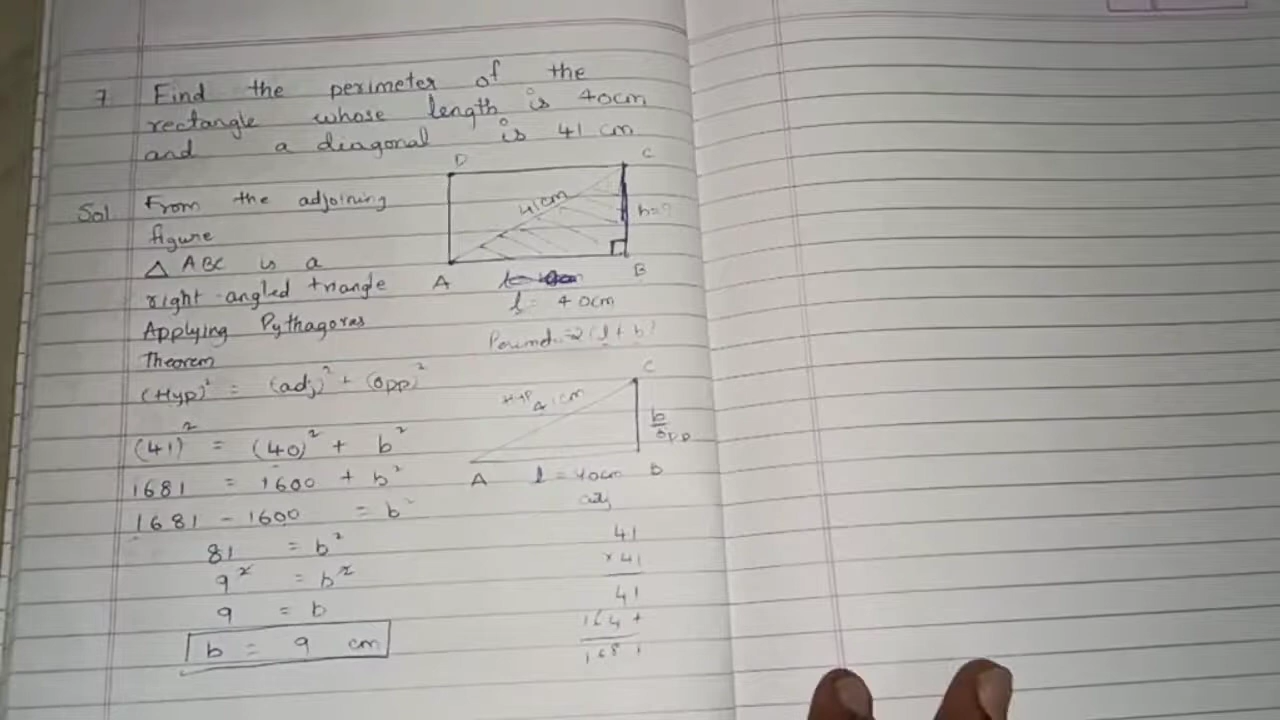 7 Find the perimeter of the
rectangle whose length is 40cm
and a diagonal is 41 cm
Sol From the adjoining
figure
△ ABC is a
right angled triangle
Applying Pythagoras
Theorem
(Hyp)² = (adj)² + (opp)²
(41)² = (40)² + b²
1681 = 1600 + b²
1681 - 1600 = b²
81 = b²
9² = b²
9 = b
b = 9 cm
D C
41cm
b=?
A B
l = 40cm
= 2(l + b)
C
Hyp 41cm
b
opp
A l = 40cm B
adj
41
× 41
41
164 +
1681